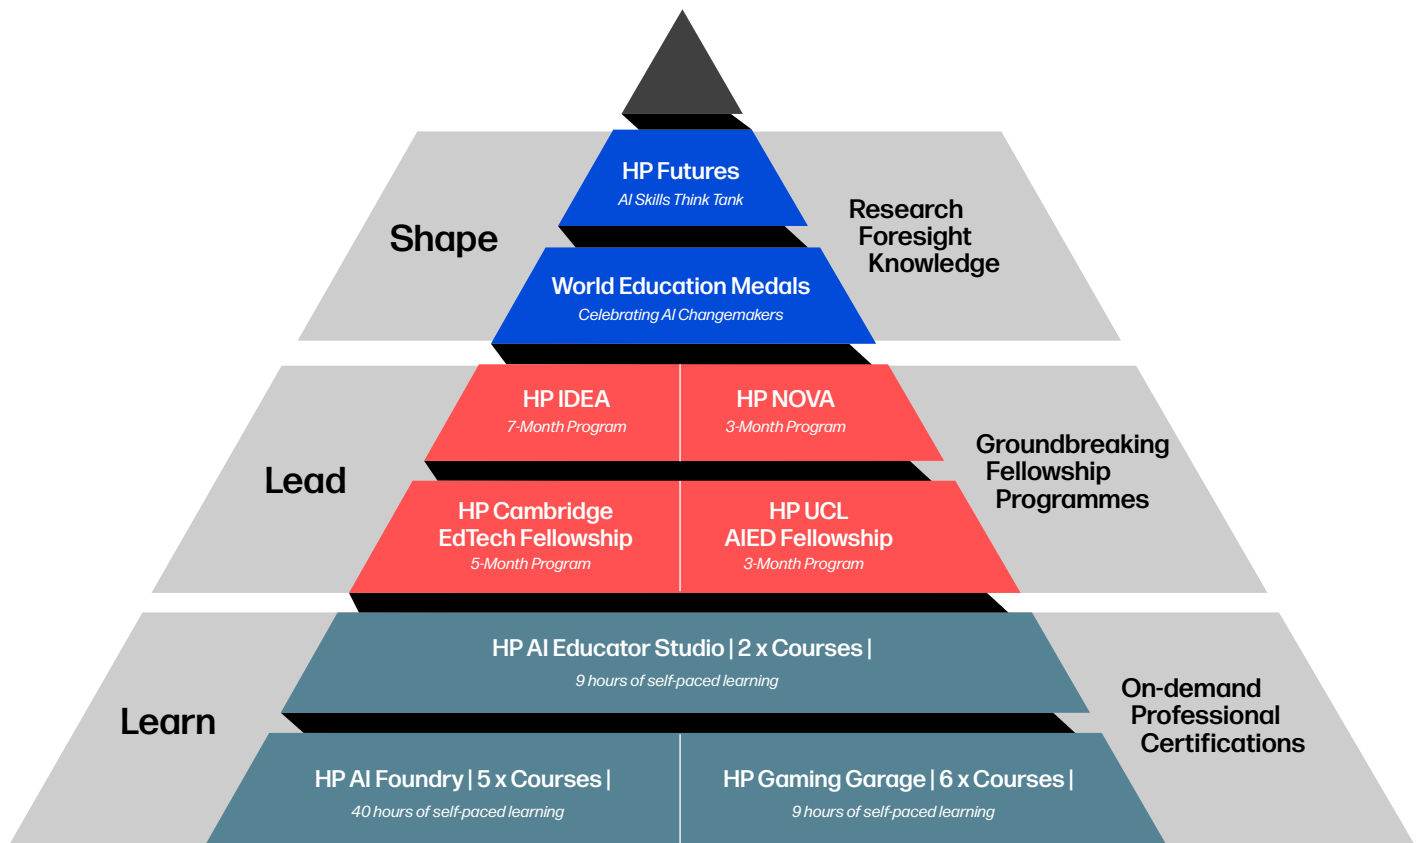 HP Futures
AI Skills Think Tank
Shape
Research
Foresight
Knowledge
World Education Medals
Celebrating AI Changemakers
HP IDEA
7-Month Program
HP NOVA
3-Month Program
Lead
Groundbreaking
Fellowship
Programmes
HP Cambridge
EdTech Fellowship
5-Month Program
HP UCL
AIED Fellowship
3-Month Program
HP AI Educator Studio | 2 x Courses |
9 hours of self-paced learning
Learn
On-demand
Professional
Certifications
HP AI Foundry | 5 x Courses |
40 hours of self-paced learning
HP Gaming Garage | 6 x Courses |
9 hours of self-paced learning